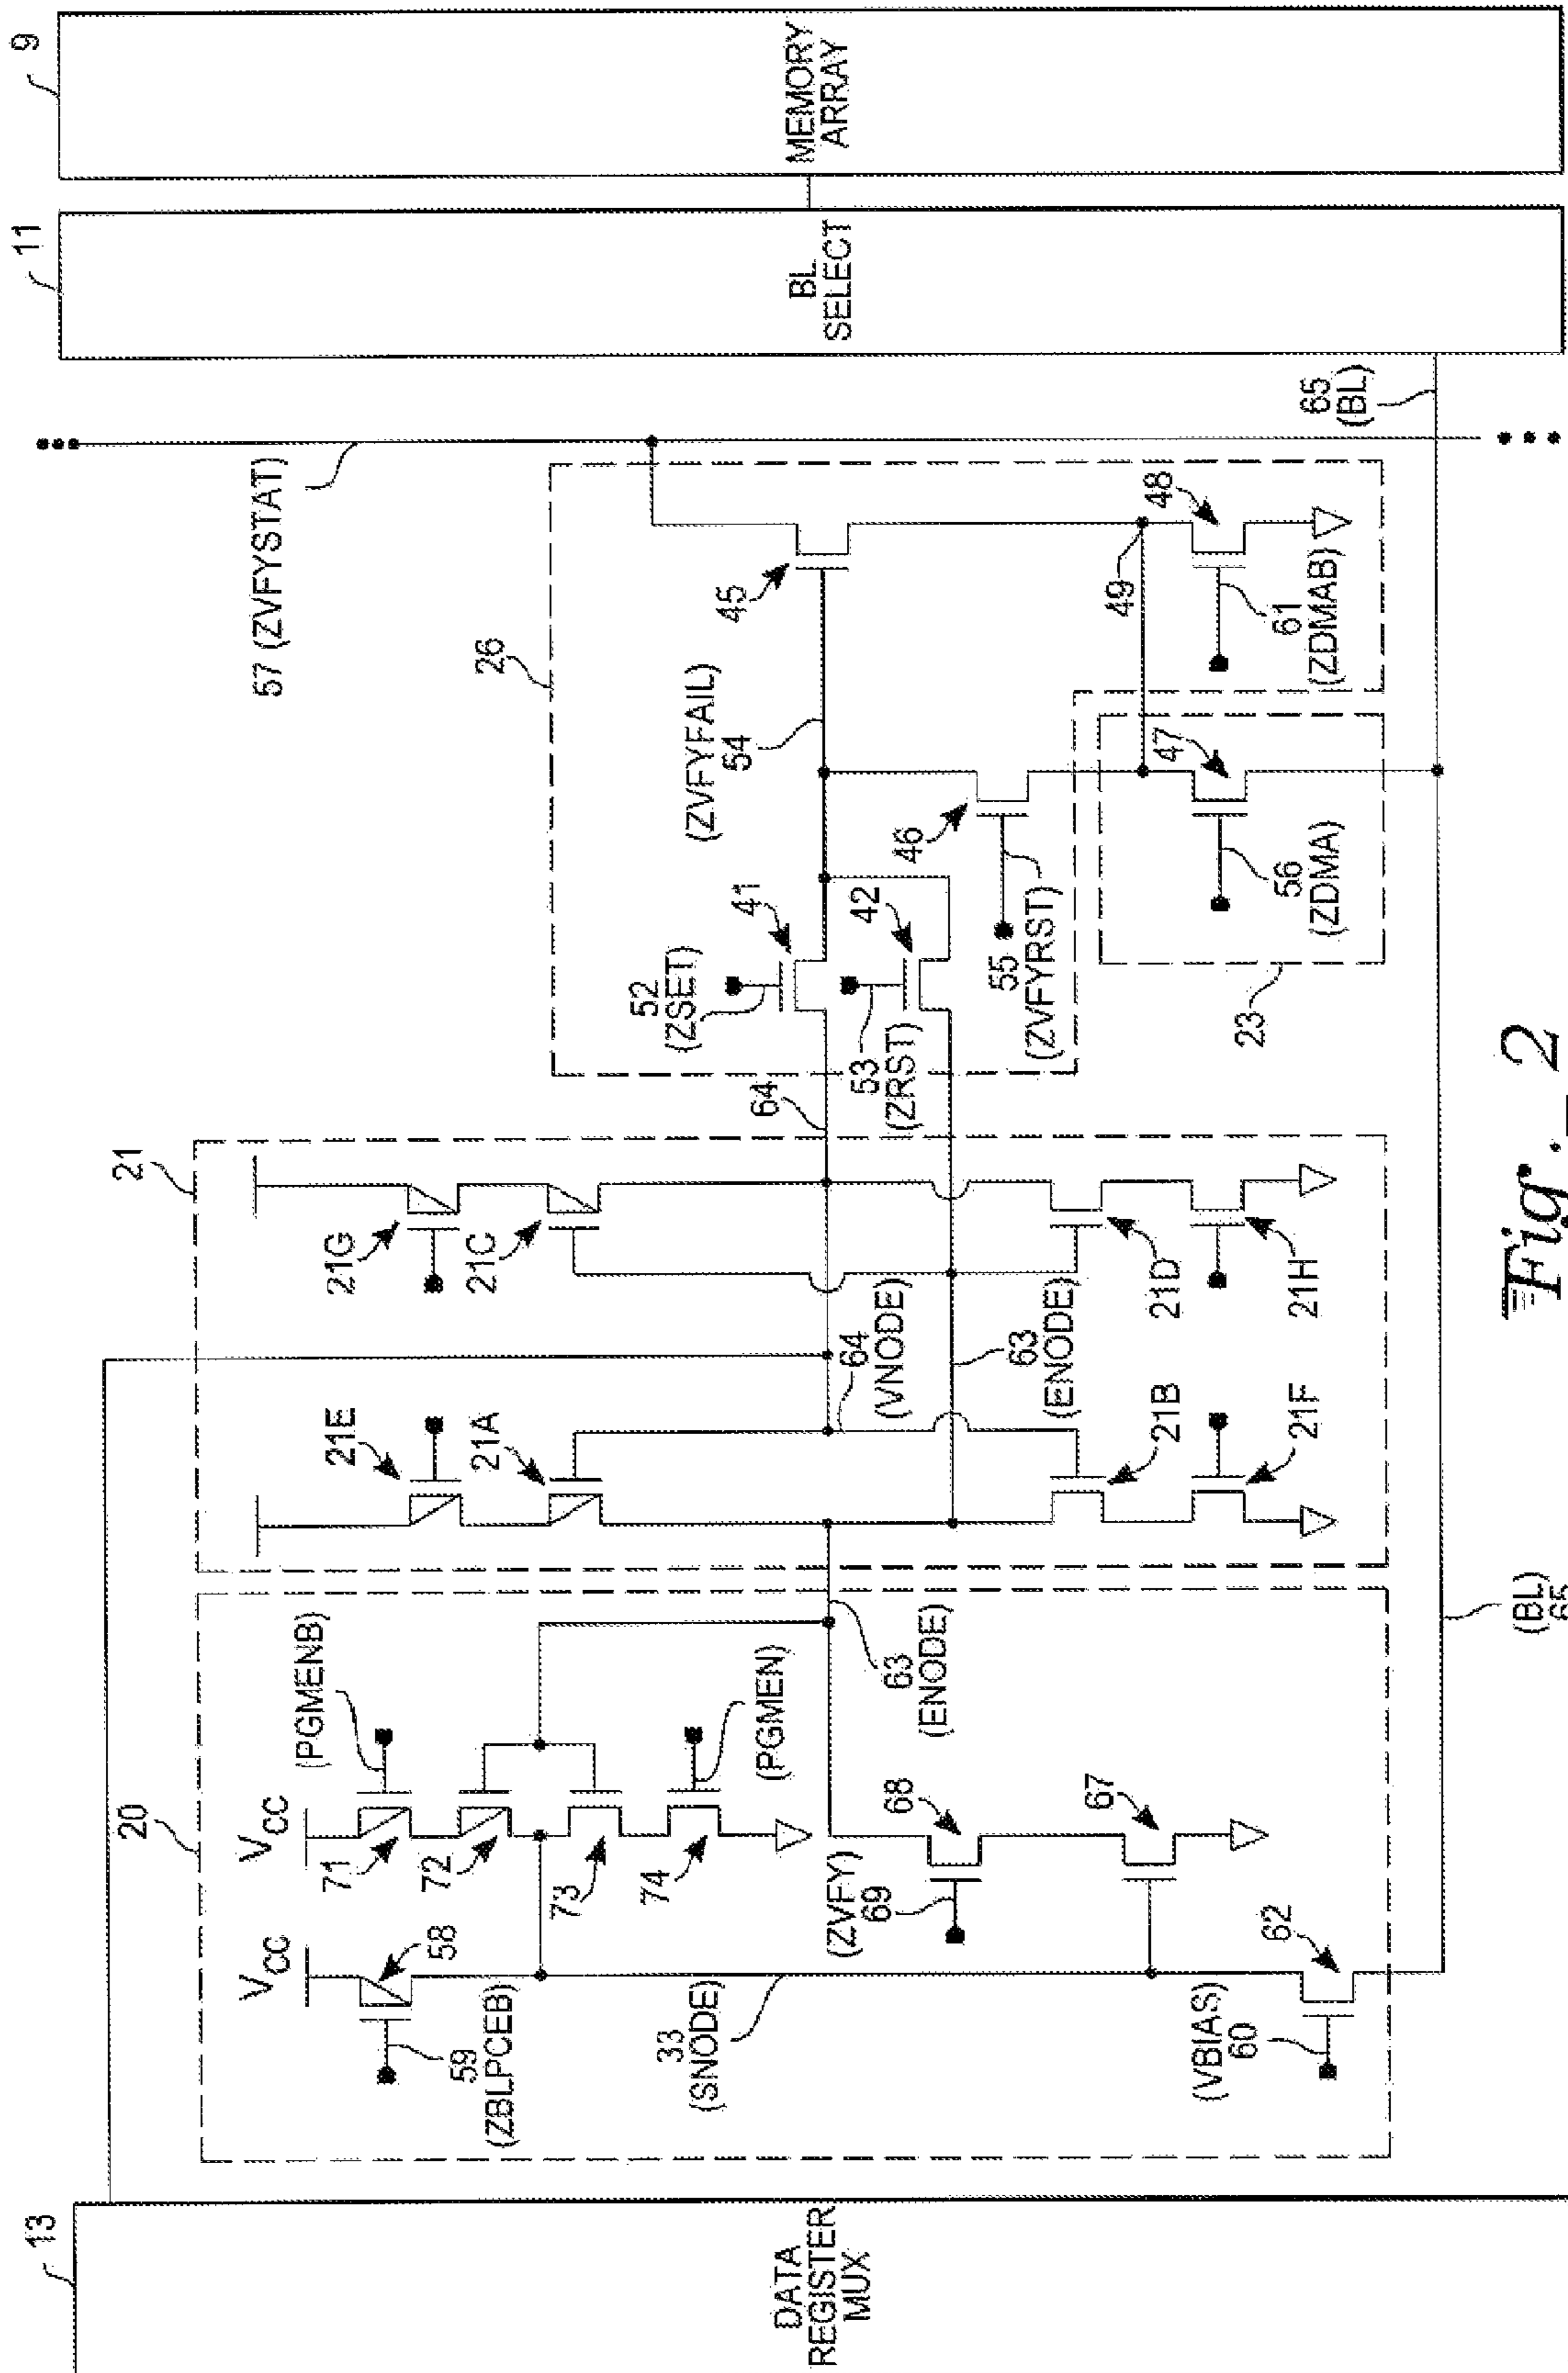 13
DATA
REGISTER
MUX
20
VCC
VCC
(PGMENB)
71
72
73
74
58
59
(ZBLPCEB)
(PGMEN)
63
(ENODE)
33
(SNODE)
(ZVFY)
69
68
67
(VBIAS)
60
62
(BL)
65
21
21E
21A
21G
21C
64
(VNODE)
63
(ENODE)
21B
21F
21D
21H
64
57 (ZVFYSTAT)
26
52
(ZSET)
41
53
(ZRST)
42
(ZVFYFAIL)
54
45
46
55
(ZVFYRST)
49
48
61
(ZDMAB)
47
56
(ZDMA)
23
65
(BL)
11
BL
SELECT
9
MEMORY
ARRAY
Fig._2